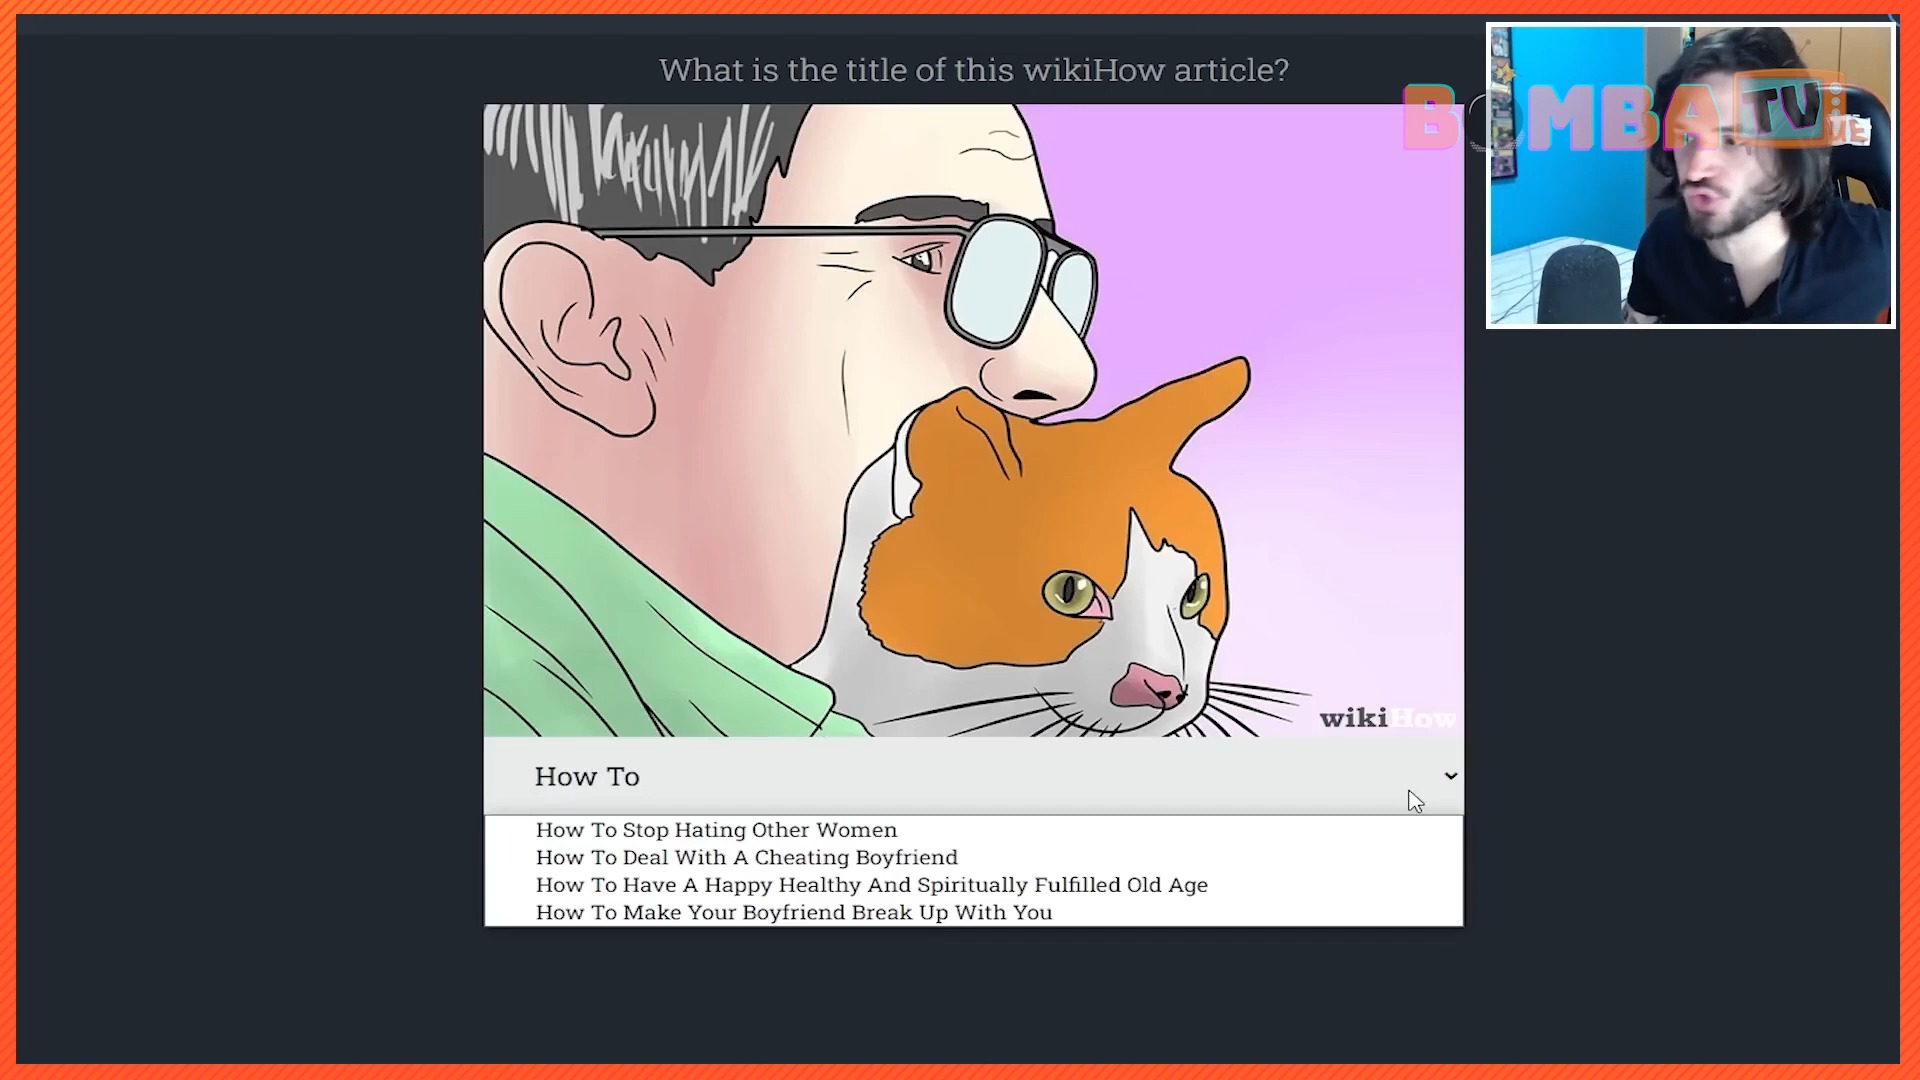 What is the title of this wikiHow article?
BOMBA TV
wikiHow
How To
How To Stop Hating Other Women
How To Deal With A Cheating Boyfriend
How To Have A Happy Healthy And Spiritually Fulfilled Old Age
How To Make Your Boyfriend Break Up With You